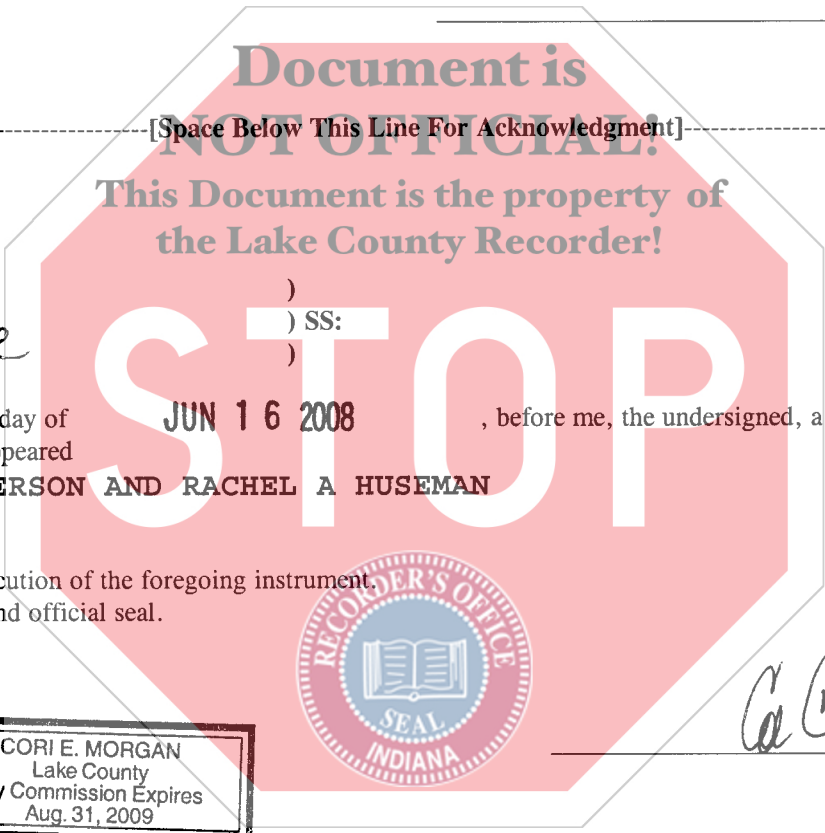 Document is
[Space Below This Line For Acknowledgment]
NOT OFFICIAL!
This Document is the property of
the Lake County Recorder!
)
) SS:
)
STOP
day of JUN 16 2008 , before me, the undersigned, a
peared
ERSON AND RACHEL A HUSEMAN
cution of the foregoing instrument.
nd official seal.
RECORDER'S OFFICE
SEAL
INDIANA
CORI E. MORGAN
Lake County
Commission Expires
Aug. 31, 2009